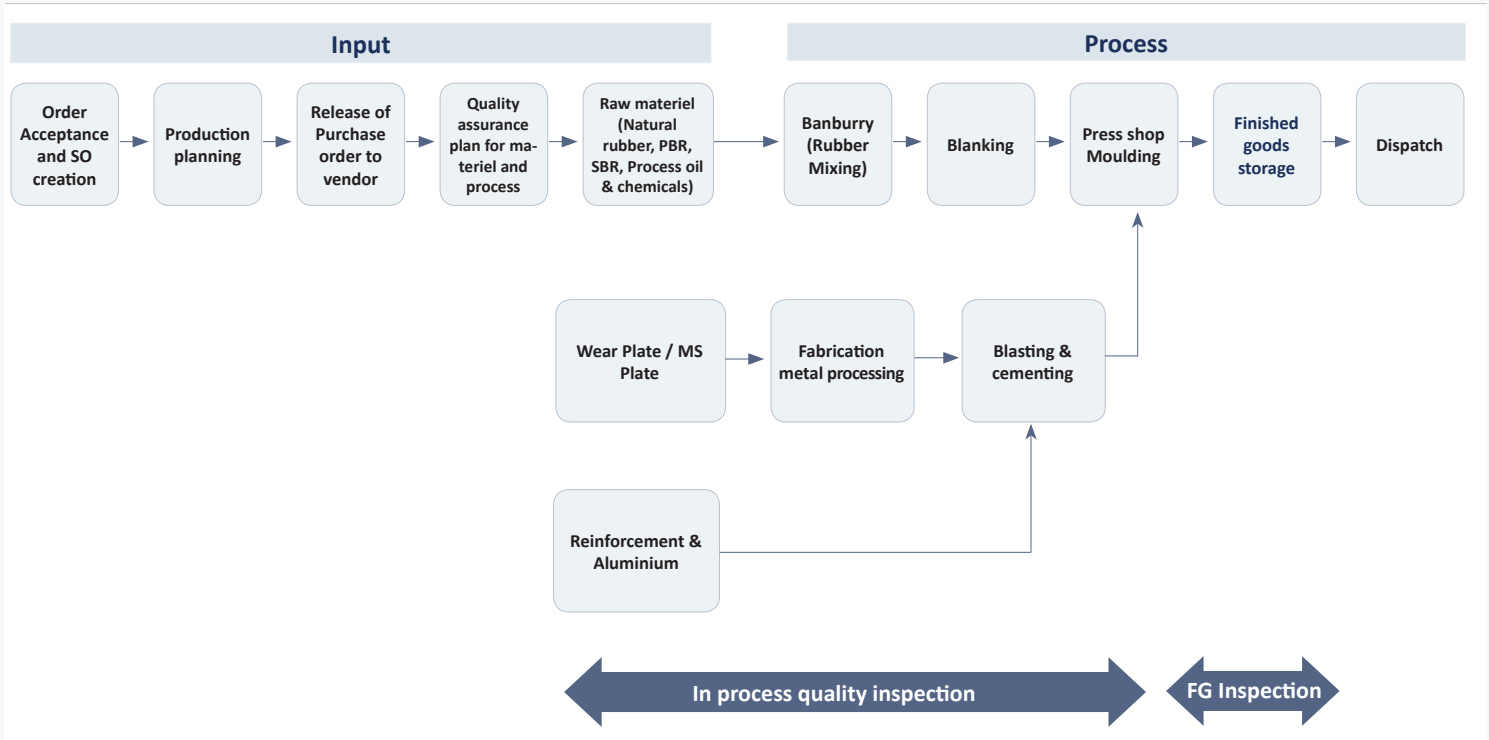 Input
Process
Order
Acceptance
and SO
creation
Production
planning
Release of
Purchase
order to
vendor
Quality
assurance
plan for ma-
teriel and
process
Raw materiel
(Natural
rubber, PBR,
SBR, Process oil
& chemicals)
Banburry
(Rubber
Mixing)
Blanking
Press shop
Moulding
Finished
goods
storage
Dispatch
Wear Plate / MS
Plate
Fabrication
metal processing
Blasting &
cementing
Reinforcement &
Aluminium
In process quality inspection
FG Inspection